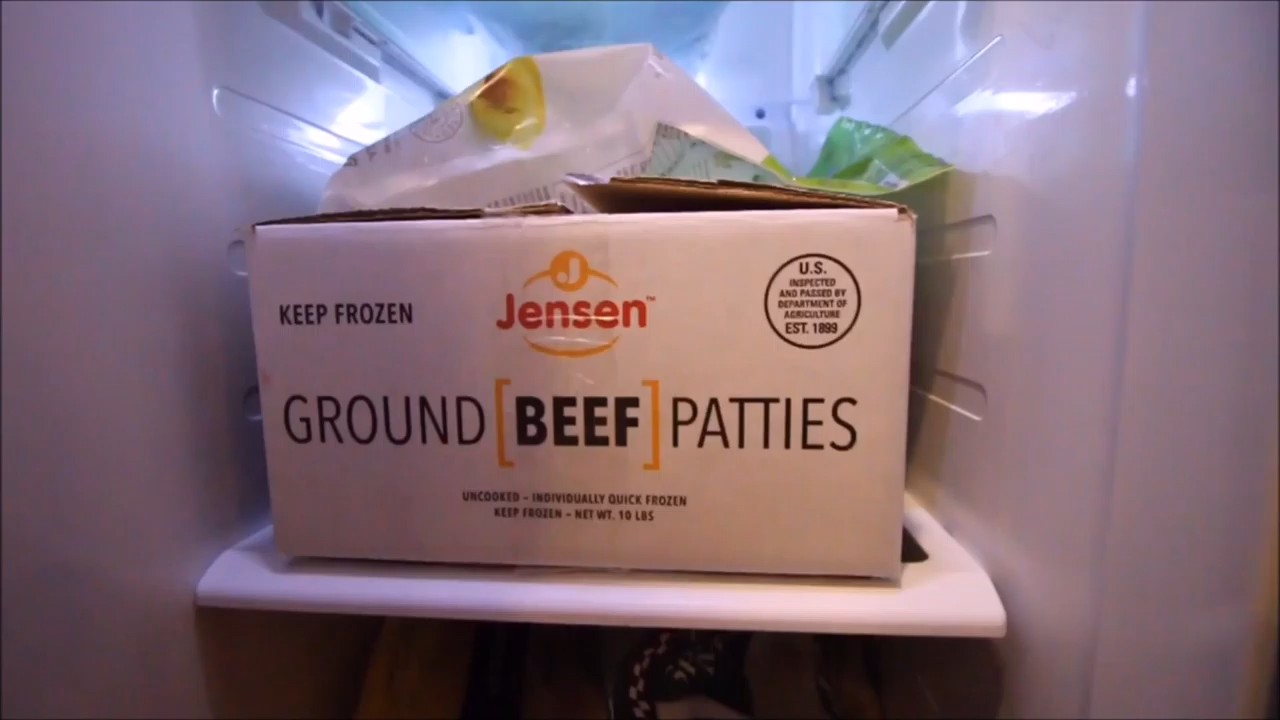 KEEP FROZEN
J
Jensen™
U.S.
INSPECTED
AND PASSED BY
DEPARTMENT OF
AGRICULTURE
EST. 1899
GROUND [BEEF] PATTIES
UNCOOKED – INDIVIDUALLY QUICK FROZEN
KEEP FROZEN – NET WT. 10 LBS